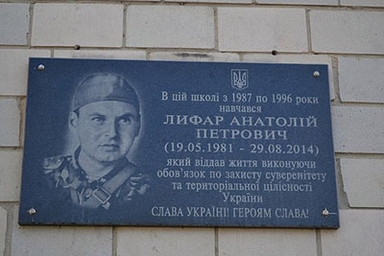 В цій школі з 1987 по 1996 роки
навчався
ЛИФАР АНАТОЛІЙ
ПЕТРОВИЧ
(19.05.1981 - 29.08.2014)
який віддав життя виконуючи
обов'язок по захисту суверенітету
та територіальної цілісності
України
СЛАВА УКРАЇНІ! ГЕРОЯМ СЛАВА!